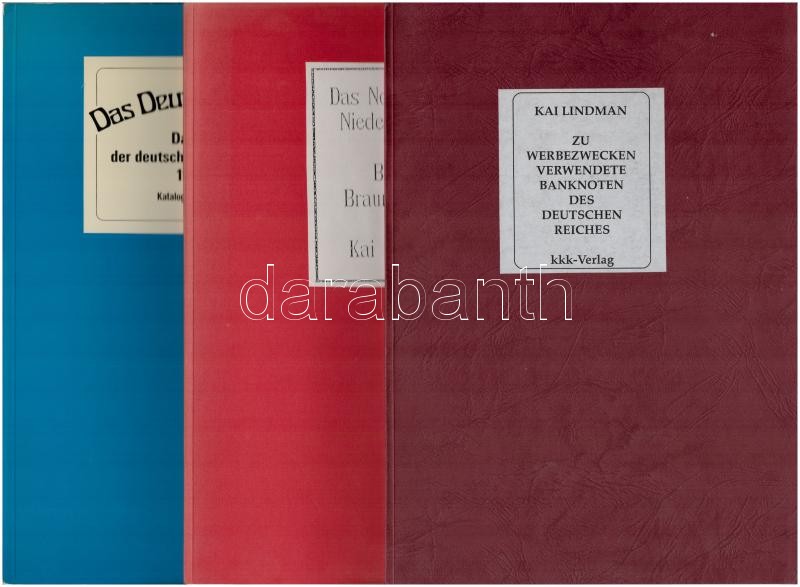 Das Deu
Da
der deutsch
1
Katalog
Das No
Niede
B
Brau
Kai
KAI LINDMAN
ZU
WERBEZWECKEN
VERWENDETE
BANKNOTEN
DES
DEUTSCHEN
REICHES
kkk-Verlag
darabanth